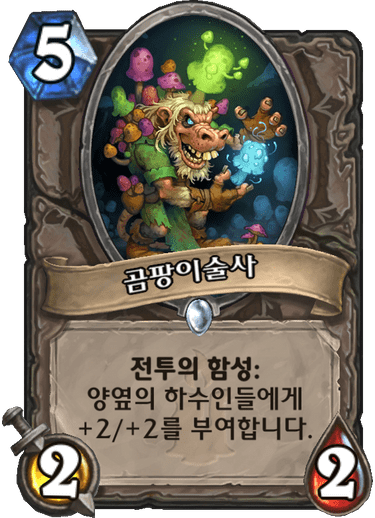 5
곰팡이술사
전투의 함성:
양옆의 하수인들에게
+2/+2를 부여합니다.
2
2